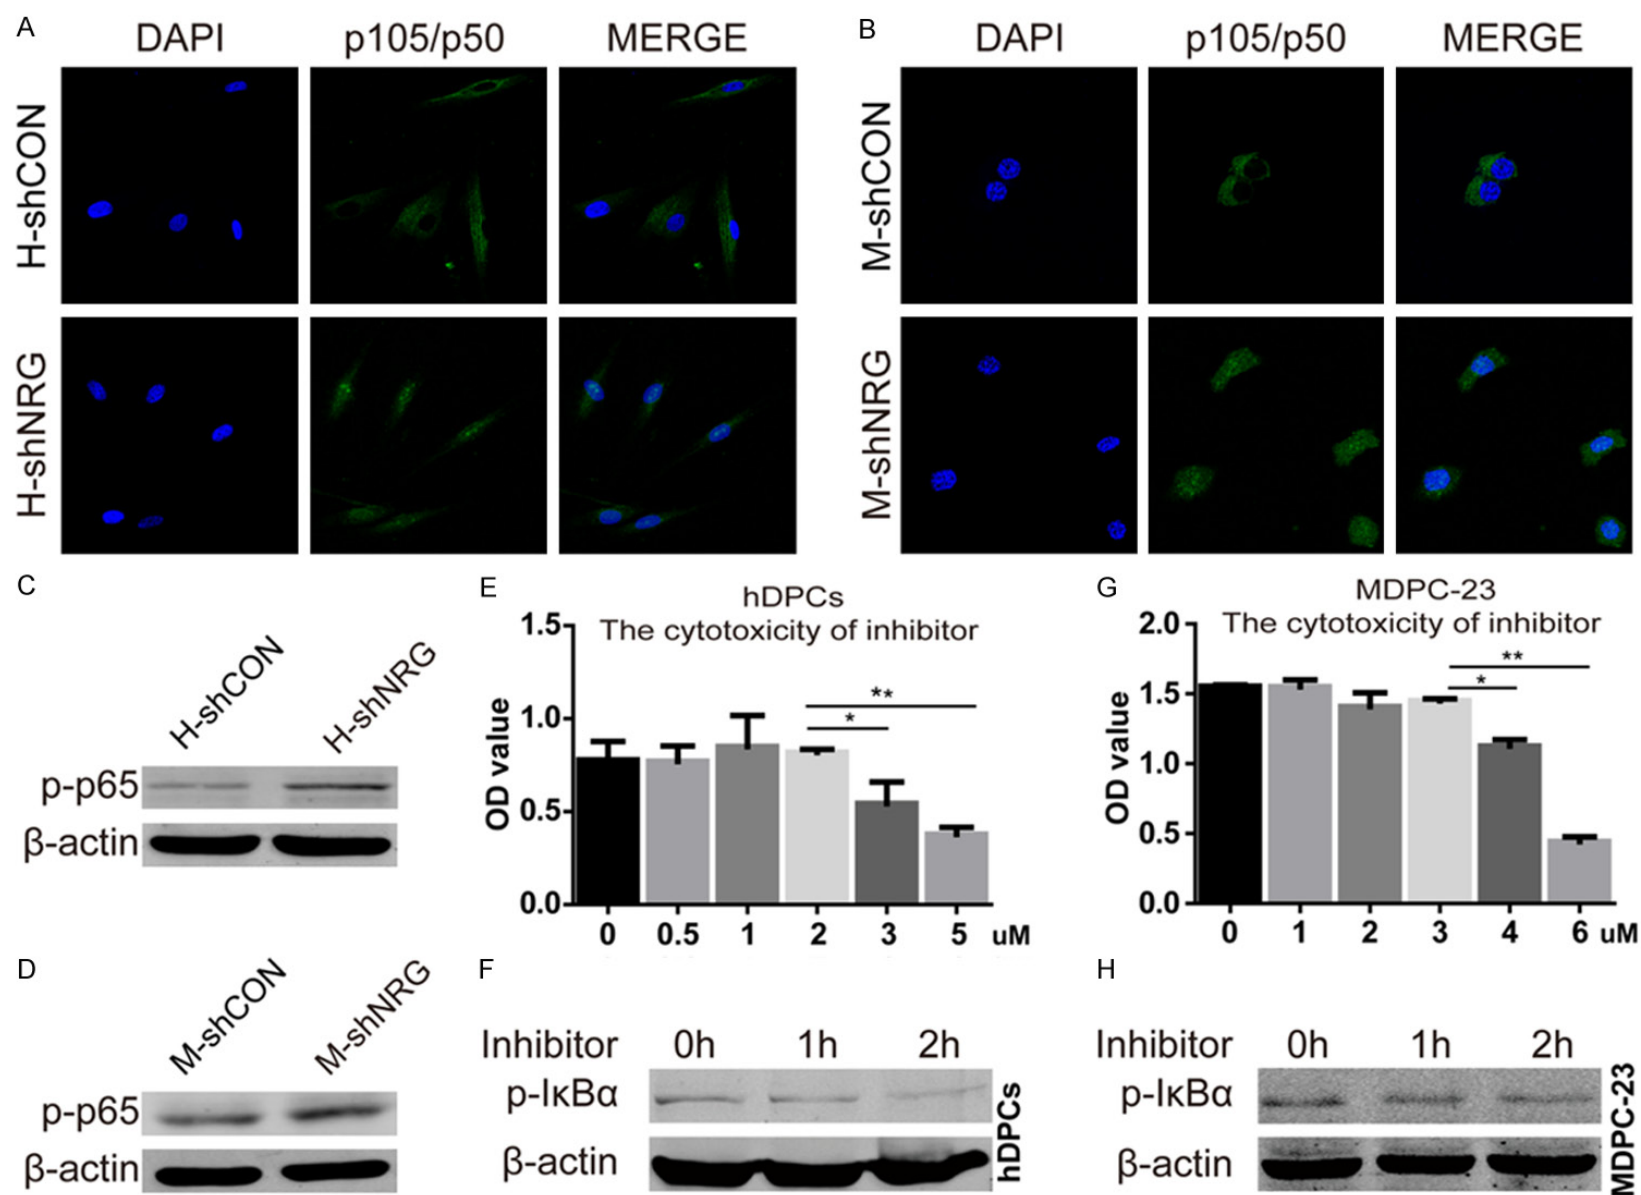 A
DAPI
p105/p50
MERGE
H-shCON
H-shNRG
B
DAPI
p105/p50
MERGE
M-shCON
M-shNRG
C
H-shCON
H-shNRG
p-p65
β-actin
D
M-shCON
M-shNRG
p-p65
β-actin
E
hDPCs
The cytotoxicity of inhibitor
OD value
1.5
1.0
0.5
0.0
**
*
0 0.5 1 2 3 5 uM
F
Inhibitor 0h 1h 2h
p-IκBα
β-actin
hDPCs
G
MDPC-23
The cytotoxicity of inhibitor
OD value
2.0
1.5
1.0
0.5
0.0
**
*
0 1 2 3 4 6 uM
H
Inhibitor 0h 1h 2h
p-IκBα
β-actin
MDPC-23